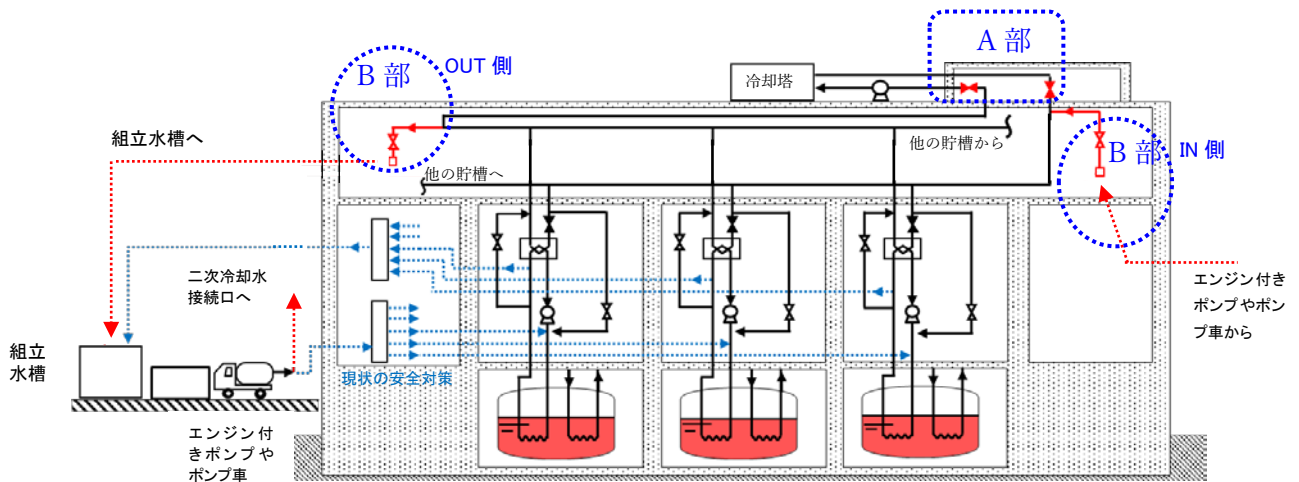 A 部
B 部
OUT 側
冷却塔
組立水槽へ
他の貯槽から
B 部
IN 側
他の貯槽へ
二次冷却水
接続口へ
エンジン付き
ポンプやポン
プ車から
組立
水槽
現状の安全対策
エンジン付
きポンプや
ポンプ車